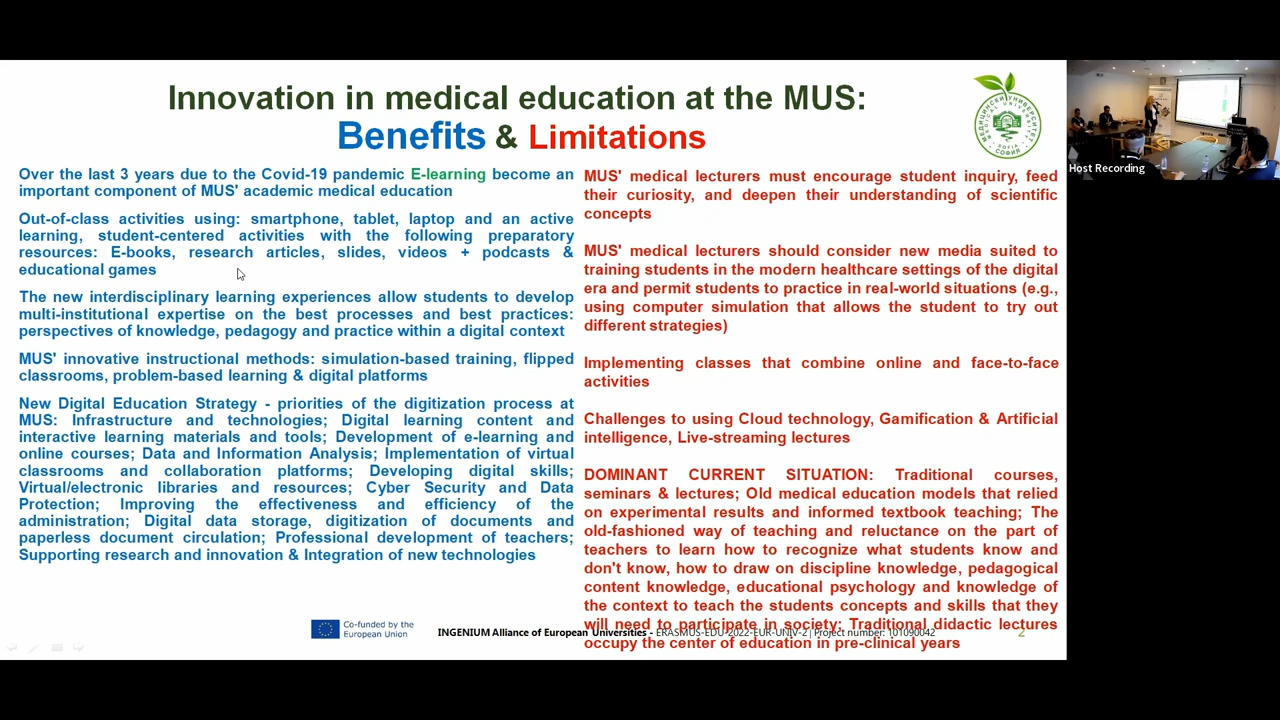 Innovation in medical education at the MUS:
Benefits & Limitations
Over the last 3 years due to the Covid-19 pandemic E-learning become an
important component of MUS' academic medical education
Out-of-class activities using: smartphone, tablet, laptop and an active
learning, student-centered activities with the following preparatory
resources: E-books, research articles, slides, videos + podcasts &
educational games
The new interdisciplinary learning experiences allow students to develop
multi-institutional expertise on the best processes and best practices:
perspectives of knowledge, pedagogy and practice within a digital context
MUS' innovative instructional methods: simulation-based training, flipped
classrooms, problem-based learning & digital platforms
New Digital Education Strategy - priorities of the digitization process at
MUS: Infrastructure and technologies; Digital learning content and
interactive learning materials and tools; Development of e-learning and
online courses; Data and Information Analysis; Implementation of virtual
classrooms and collaboration platforms; Developing digital skills;
Virtual/electronic libraries and resources; Cyber Security and Data
Protection; Improving the effectiveness and efficiency of the
administration; Digital data storage, digitization of documents and
paperless document circulation; Professional development of teachers;
Supporting research and innovation & Integration of new technologies
MUS' medical lecturers must encourage student inquiry, feed
their curiosity, and deepen their understanding of scientific
concepts
MUS' medical lecturers should consider new media suited to
training students in the modern healthcare settings of the digital
era and permit students to practice in real-world situations (e.g.,
using computer simulation that allows the student to try out
different strategies)
Implementing classes that combine online and face-to-face
activities
Challenges to using Cloud technology, Gamification & Artificial
intelligence, Live-streaming lectures
DOMINANT CURRENT SITUATION: Traditional courses,
seminars & lectures; Old medical education models that relied
on experimental results and informed textbook teaching; The
old-fashioned way of teaching and reluctance on the part of
teachers to learn how to recognize what students know and
don't know, how to draw on discipline knowledge, pedagogical
content knowledge, educational psychology and knowledge of
the context to teach the students concepts and skills that they
will need to participate in society; Traditional didactic lectures
occupy the center of education in pre-clinical years
Co-funded by the
European Union
INGENIUM Alliance of European Universities - ERASMUS-EDU-2022-EUR-UNIV-2 | Project number: 101090042
2
МЕДИЦИНСКИ УНИВЕРСИТЕТ
MEDICAL UNIVERSITY
SOFIA
СОФИЯ
Host Recording